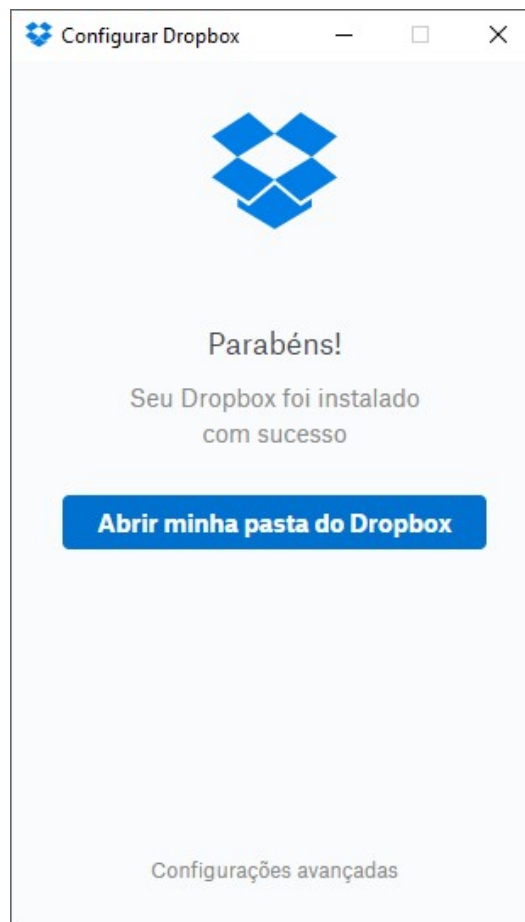 Configurar Dropbox
Parabéns!
Seu Dropbox foi instalado
com sucesso
Abrir minha pasta do Dropbox
Configurações avançadas